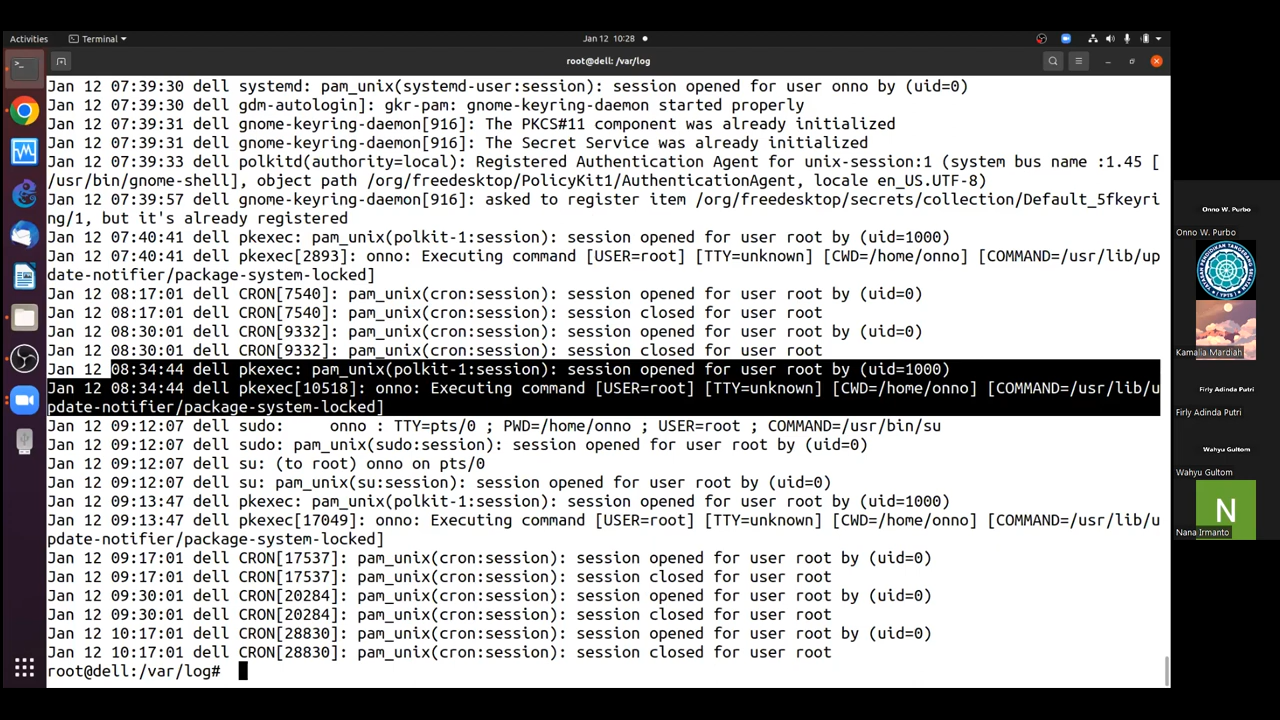 Activities
Terminal
Jan 12 10:28
root@dell: /var/log
Jan 12 07:39:30 dell systemd: pam_unix(systemd-user:session): session opened for user onno by (uid=0)
Jan 12 07:39:30 dell gdm-autologin]: gkr-pam: gnome-keyring-daemon started properly
Jan 12 07:39:31 dell gnome-keyring-daemon[916]: The PKCS#11 component was already initialized
Jan 12 07:39:31 dell gnome-keyring-daemon[916]: The Secret Service was already initialized
Jan 12 07:39:33 dell polkitd(authority=local): Registered Authentication Agent for unix-session:1 (system bus name :1.45 [
/usr/bin/gnome-shell], object path /org/freedesktop/PolicyKit1/AuthenticationAgent, locale en_US.UTF-8)
Jan 12 07:39:57 dell gnome-keyring-daemon[916]: asked to register item /org/freedesktop/secrets/collection/Default_5fkeyri
ng/1, but it's already registered
Jan 12 07:40:41 dell pkexec: pam_unix(polkit-1:session): session opened for user root by (uid=1000)
Jan 12 07:40:41 dell pkexec[2893]: onno: Executing command [USER=root] [TTY=unknown] [CWD=/home/onno] [COMMAND=/usr/lib/up
date-notifier/package-system-locked]
Jan 12 08:17:01 dell CRON[7540]: pam_unix(cron:session): session opened for user root by (uid=0)
Jan 12 08:17:01 dell CRON[7540]: pam_unix(cron:session): session closed for user root
Jan 12 08:30:01 dell CRON[9332]: pam_unix(cron:session): session opened for user root by (uid=0)
Jan 12 08:30:01 dell CRON[9332]: pam_unix(cron:session): session closed for user root
Jan 12 08:34:44 dell pkexec: pam_unix(polkit-1:session): session opened for user root by (uid=1000)
Jan 12 08:34:44 dell pkexec[10518]: onno: Executing command [USER=root] [TTY=unknown] [CWD=/home/onno] [COMMAND=/usr/lib/u
pdate-notifier/package-system-locked]
Jan 12 09:12:07 dell sudo:     onno : TTY=pts/0 ; PWD=/home/onno ; USER=root ; COMMAND=/usr/bin/su
Jan 12 09:12:07 dell sudo: pam_unix(sudo:session): session opened for user root by (uid=0)
Jan 12 09:12:07 dell su: (to root) onno on pts/0
Jan 12 09:12:07 dell su: pam_unix(su:session): session opened for user root by (uid=0)
Jan 12 09:13:47 dell pkexec: pam_unix(polkit-1:session): session opened for user root by (uid=1000)
Jan 12 09:13:47 dell pkexec[17049]: onno: Executing command [USER=root] [TTY=unknown] [CWD=/home/onno] [COMMAND=/usr/lib/u
pdate-notifier/package-system-locked]
Jan 12 09:17:01 dell CRON[17537]: pam_unix(cron:session): session opened for user root by (uid=0)
Jan 12 09:17:01 dell CRON[17537]: pam_unix(cron:session): session closed for user root
Jan 12 09:30:01 dell CRON[20284]: pam_unix(cron:session): session opened for user root by (uid=0)
Jan 12 09:30:01 dell CRON[20284]: pam_unix(cron:session): session closed for user root
Jan 12 10:17:01 dell CRON[28830]: pam_unix(cron:session): session opened for user root by (uid=0)
Jan 12 10:17:01 dell CRON[28830]: pam_unix(cron:session): session closed for user root
root@dell:/var/log#
Onno W. Purbo
Onno W. Purbo
Kamalia Mardiah
Firly Adinda Putri
Firly Adinda Putri
Wahyu Gultom
Wahyu Gultom
N
Nana Irmanto